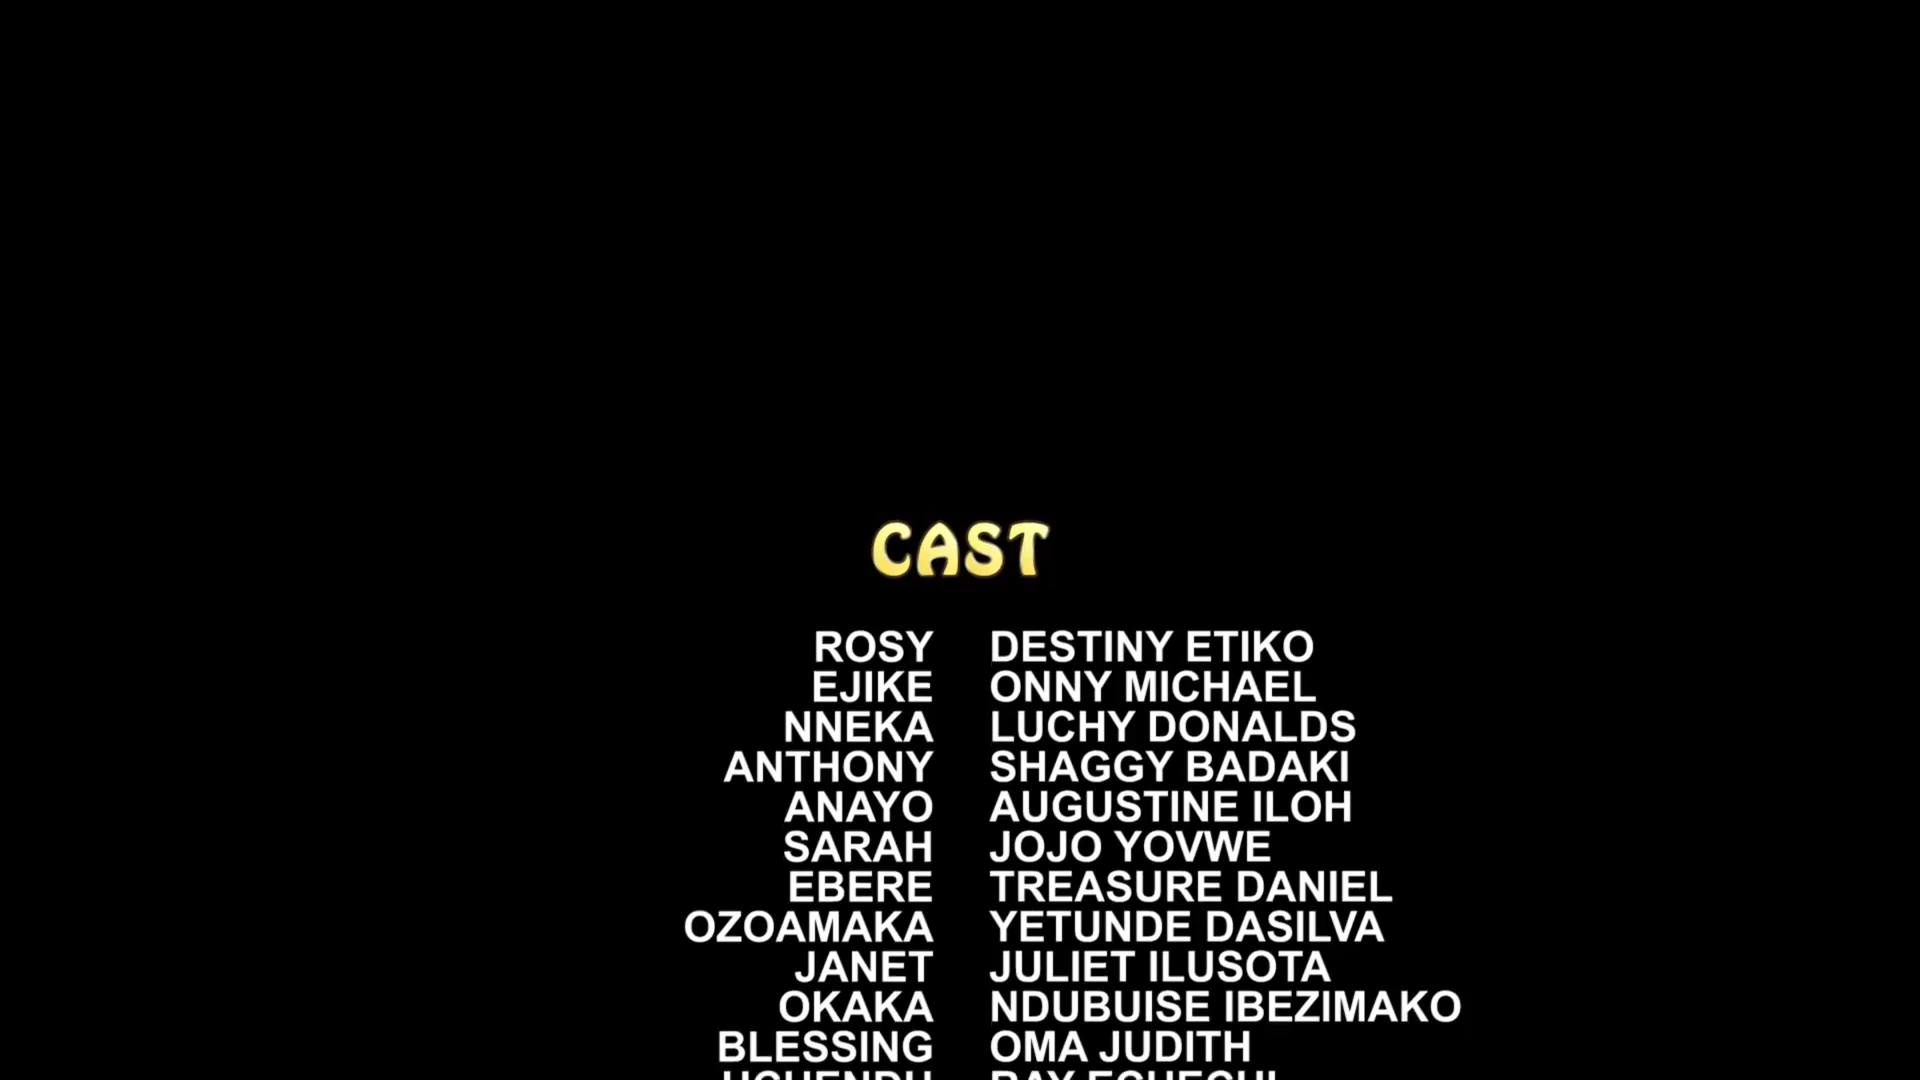 CAST
ROSY DESTINY ETIKO
EJIKE ONNY MICHAEL
NNEKA LUCHY DONALDS
ANTHONY SHAGGY BADAKI
ANAYO AUGUSTINE ILOH
SARAH JOJO YOVWE
EBERE TREASURE DANIEL
OZOAMAKA YETUNDE DASILVA
JANET JULIET ILUSOTA
OKAKA NDUBUISE IBEZIMAKO
BLESSING OMA JUDITH